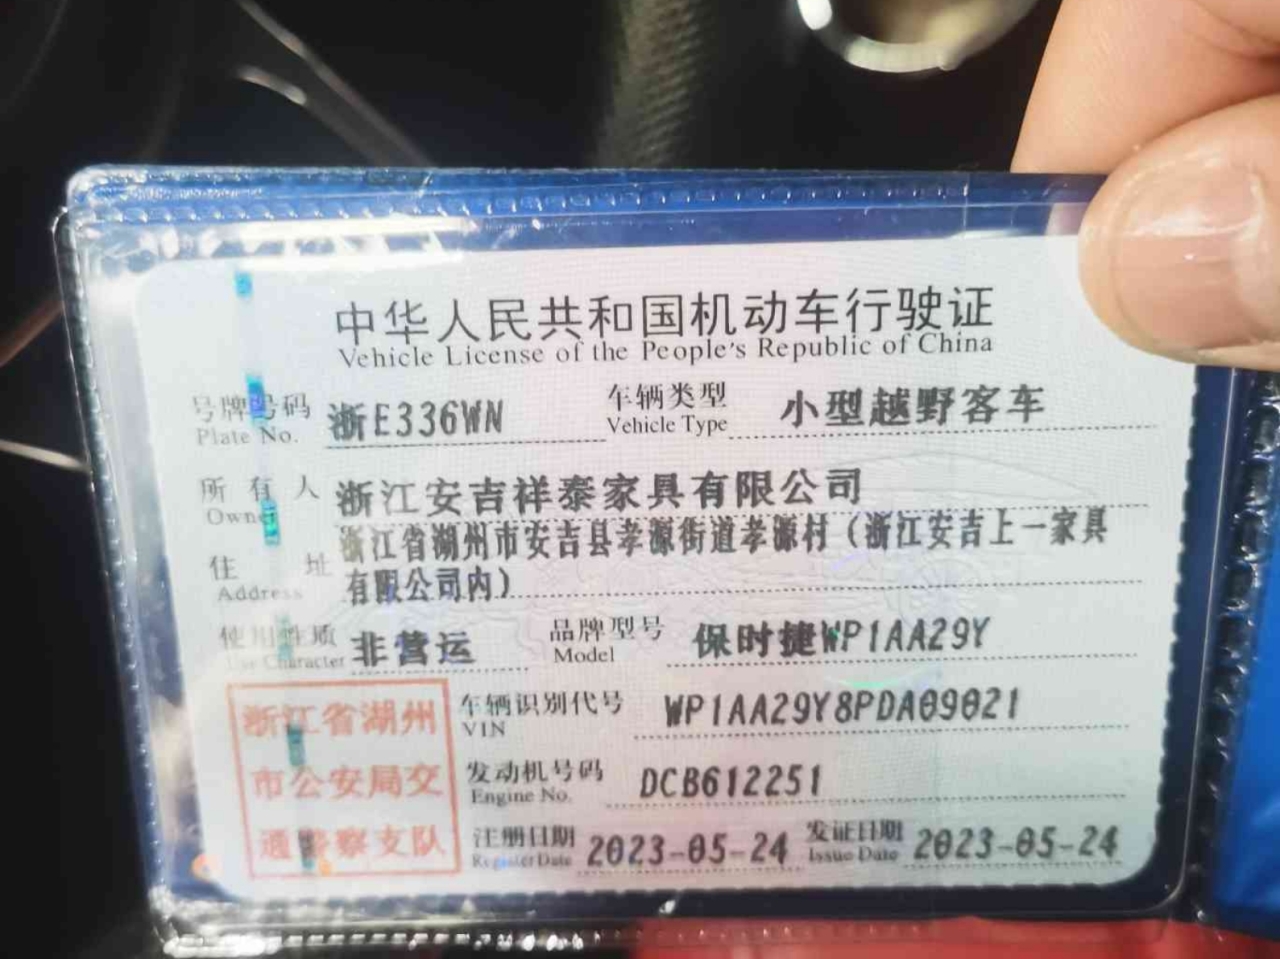 中华人民共和国机动车行驶证
Vehicle License of the People's Republic of China
号牌号码 浙E336WN 车辆类型 小型越野客车
Plate No. Vehicle Type
所有人 浙江安吉祥泰家具有限公司
Owner
浙江省湖州市安吉县孝源街道孝源村（浙江安吉上一家具
住址 有限公司内）
Address
使用性质 非营运 品牌型号 保时捷WP1AA29Y
Use Character Model
浙江省湖州
市公安局交
通警察支队
车辆识别代号 WP1AA29Y8PDA09021
VIN
发动机号码 DCB612251
Engine No.
注册日期 2023-05-24 发证日期 2023-05-24
Register Date Issue Date